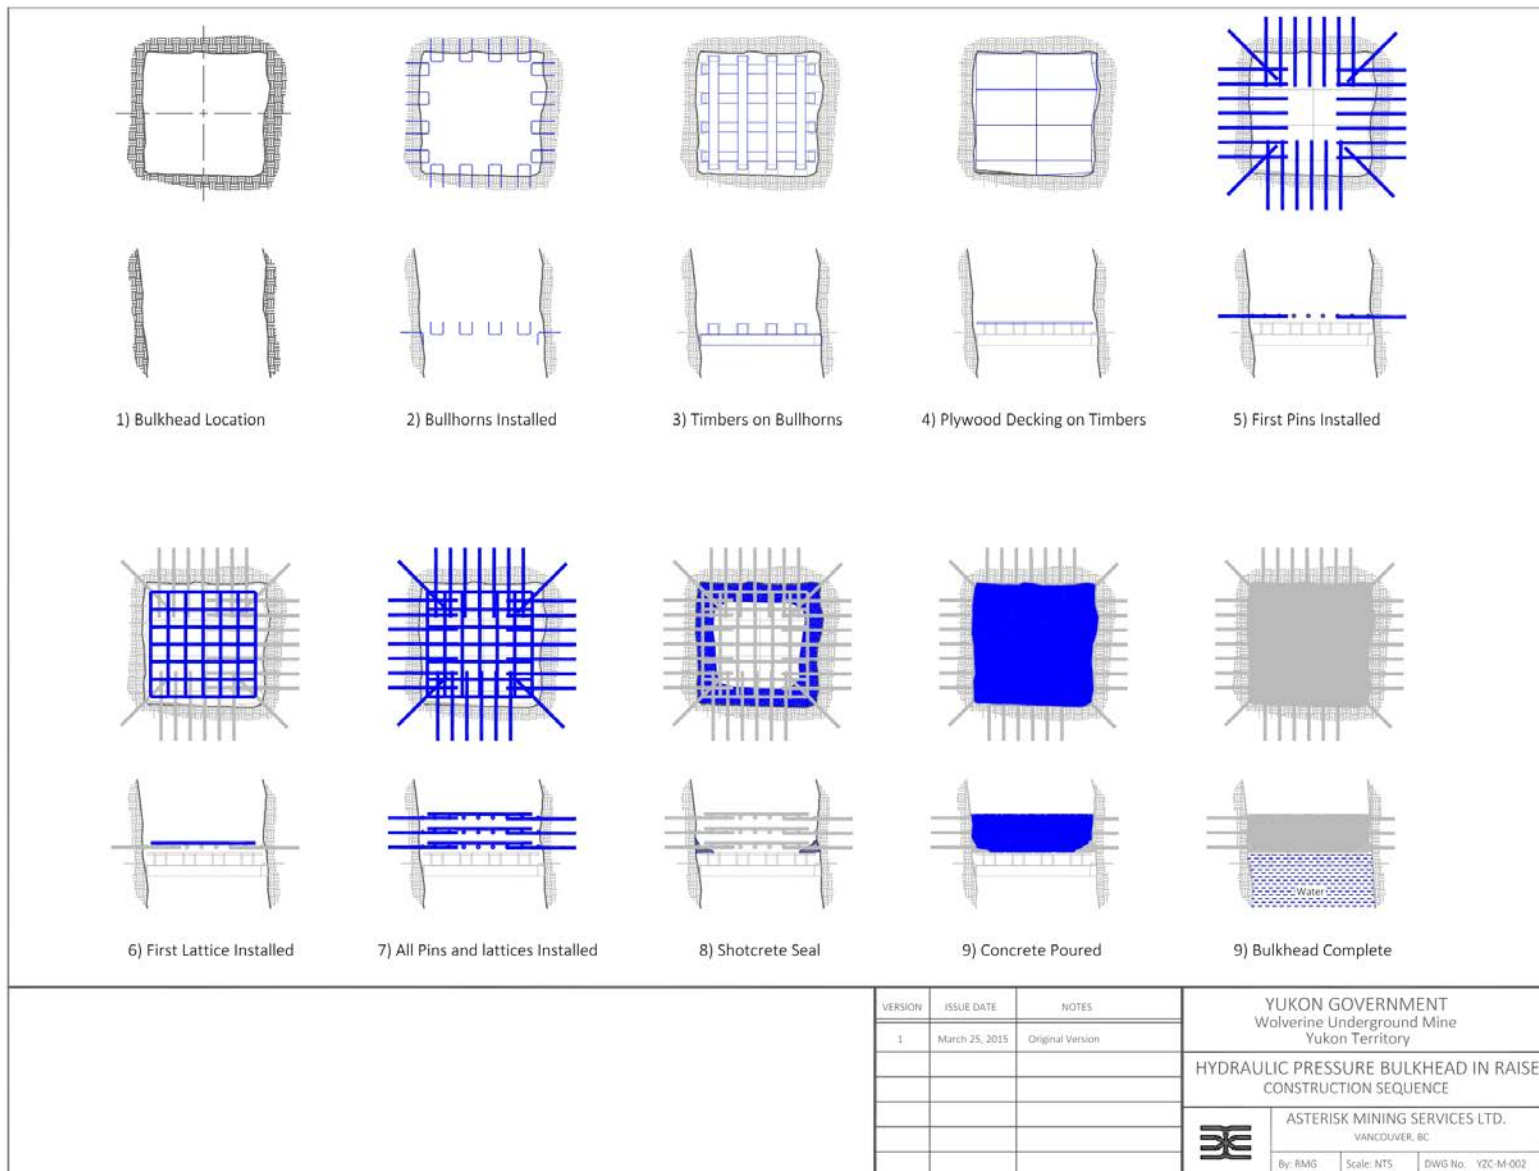 1) Bulkhead Location
2) Bullhorns Installed
3) Timbers on Bullhorns
4) Plywood Decking on Timbers
5) First Pins Installed
Water
6) First Lattice Installed
7) All Pins and lattices Installed
8) Shotcrete Seal
9) Concrete Poured
9) Bulkhead Complete
VERSION ISSUE DATE NOTES
1 March 25, 2015 Original Version
YUKON GOVERNMENT
Wolverine Underground Mine
Yukon Territory
HYDRAULIC PRESSURE BULKHEAD IN RAISE
CONSTRUCTION SEQUENCE
ASTERISK MINING SERVICES LTD.
VANCOUVER, BC
By: RMG Scale: NTS DWG No. YZC-M-002